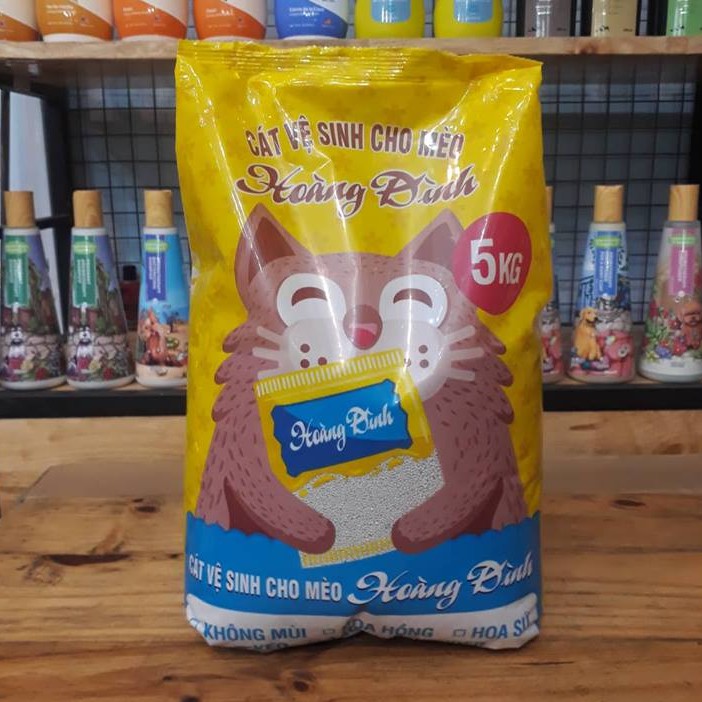 CÁT VỆ SINH CHO MÈO
Hoàng Đình
5KG
Hoàng Đình
CÁT VỆ SINH CHO MÈO Hoàng Đình
KHÔNG MÙI HOA HỒNG HOA SỨ